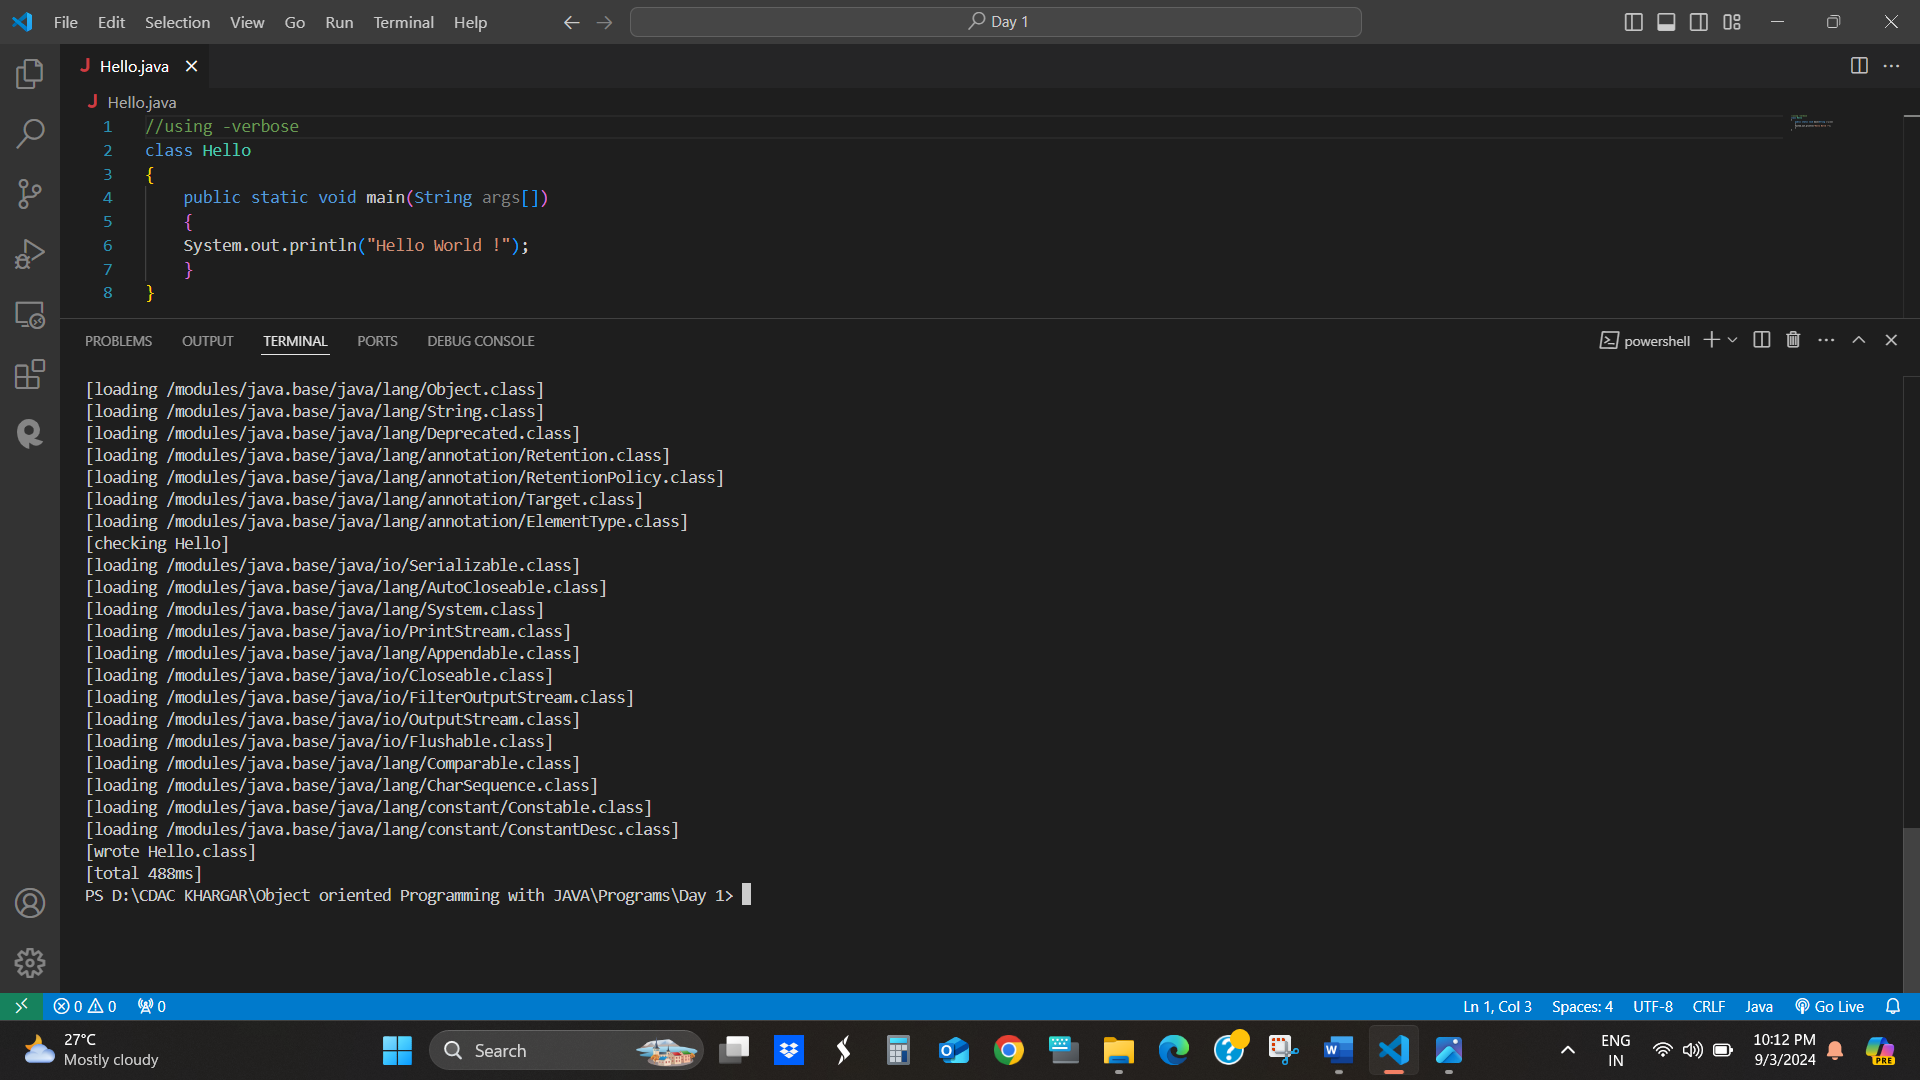 File Edit Selection View Go Run Terminal Help
Day 1
Hello.java
Hello.java
1 //using -verbose
2 class Hello
3 {
4 public static void main(String args[])
5 {
6 System.out.println("Hello World !");
7 }
8 }
PROBLEMS OUTPUT TERMINAL PORTS DEBUG CONSOLE
powershell
[loading /modules/java.base/java/lang/Object.class]
[loading /modules/java.base/java/lang/String.class]
[loading /modules/java.base/java/lang/Deprecated.class]
[loading /modules/java.base/java/lang/annotation/Retention.class]
[loading /modules/java.base/java/lang/annotation/RetentionPolicy.class]
[loading /modules/java.base/java/lang/annotation/Target.class]
[loading /modules/java.base/java/lang/annotation/ElementType.class]
[checking Hello]
[loading /modules/java.base/java/io/Serializable.class]
[loading /modules/java.base/java/lang/AutoCloseable.class]
[loading /modules/java.base/java/lang/System.class]
[loading /modules/java.base/java/io/PrintStream.class]
[loading /modules/java.base/java/lang/Appendable.class]
[loading /modules/java.base/java/io/Closeable.class]
[loading /modules/java.base/java/io/FilterOutputStream.class]
[loading /modules/java.base/java/io/OutputStream.class]
[loading /modules/java.base/java/io/Flushable.class]
[loading /modules/java.base/java/lang/Comparable.class]
[loading /modules/java.base/java/lang/CharSequence.class]
[loading /modules/java.base/java/lang/constant/Constable.class]
[loading /modules/java.base/java/lang/constant/ConstantDesc.class]
[wrote Hello.class]
[total 488ms]
PS D:\CDAC KHARGAR\Object oriented Programming with JAVA\Programs\Day 1>
0 0 0 Ln 1, Col 3 Spaces: 4 UTF-8 CRLF Java Go Live
27°C
Mostly cloudy
Search
ENG
IN
10:12 PM
9/3/2024
PRE